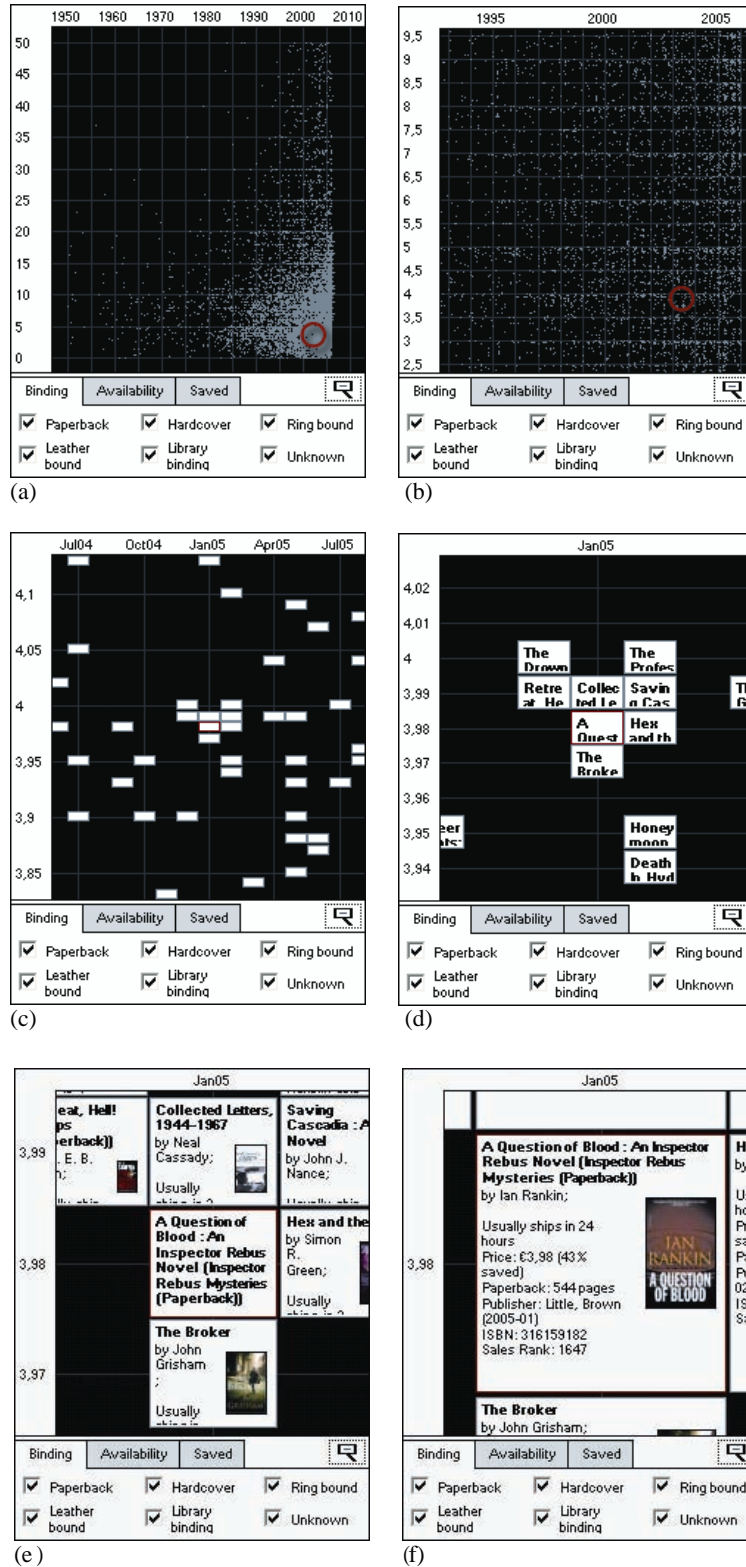 1950 1960 1970 1980 1990 2000 2010
50
45
40
35
30
25
20
15
10
5
0
Binding Availability Saved
Paperback Hardcover Ring bound
Leather bound Library binding Unknown
(a)
1995 2000 2005
9,5
9
8,5
8
7,5
7
6,5
6
5,5
5
4,5
4
3,5
3
2,5
Binding Availability Saved
Paperback Hardcover Ring bound
Leather bound Library binding Unknown
(b)
Jul04 Oct04 Jan05 Apr05 Jul05
4,1
4,05
4
3,95
3,9
3,85
Binding Availability Saved
Paperback Hardcover Ring bound
Leather bound Library binding Unknown
(c)
Jan05
4,02
4,01
4
3,99
3,98
3,97
3,96
3,95
3,94
The Drown
The Profes
Retre at, He
Collec ted Le
Savin g Cas
A Quest
Hex and th
The Broke
Honey moon
Death In Hud
Binding Availability Saved
Paperback Hardcover Ring bound
Leather bound Library binding Unknown
(d)
Jan05
3,99
3,98
3,97
eat, Hell!
ps
erback))
. E. B.
Collected Letters,
1944-1967
by Neal
Cassady;
Usually
Saving
Cascadia : A
Novel
by John J.
Nance;
A Question of
Blood : An
Inspector Rebus
Novel (Inspector
Rebus Mysteries
(Paperback))
Hex and the
by Simon
R.
Green;
Usually
The Broker
by John
Grisham
;
Usually
Binding Availability Saved
Paperback Hardcover Ring bound
Leather bound Library binding Unknown
(e)
Jan05
3,98
A Question of Blood : An Inspector
Rebus Novel (Inspector Rebus
Mysteries (Paperback))
by Ian Rankin;
Usually ships in 24
hours
Price: €3,98 (43%
saved)
Paperback: 544 pages
Publisher: Little, Brown
(2005-01)
ISBN: 316159182
Sales Rank: 1647
IAN
RANKIN
A QUESTION
OF BLOOD
The Broker
by John Grisham;
Binding Availability Saved
Paperback Hardcover Ring bound
Leather bound Library binding Unknown
(f)